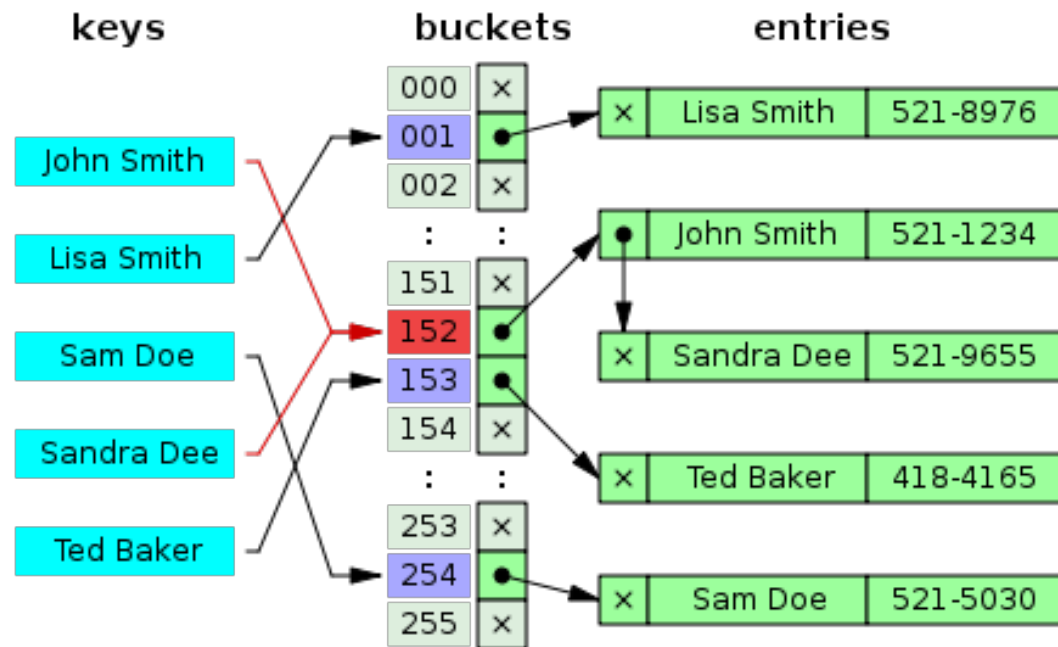 keys
buckets
entries
John Smith
Lisa Smith
Sam Doe
Sandra Dee
Ted Baker
000 ×
001
002 ×
: :
151 ×
152
153
154 ×
: :
253 ×
254
255 ×
× Lisa Smith 521-8976
John Smith 521-1234
× Sandra Dee 521-9655
× Ted Baker 418-4165
× Sam Doe 521-5030